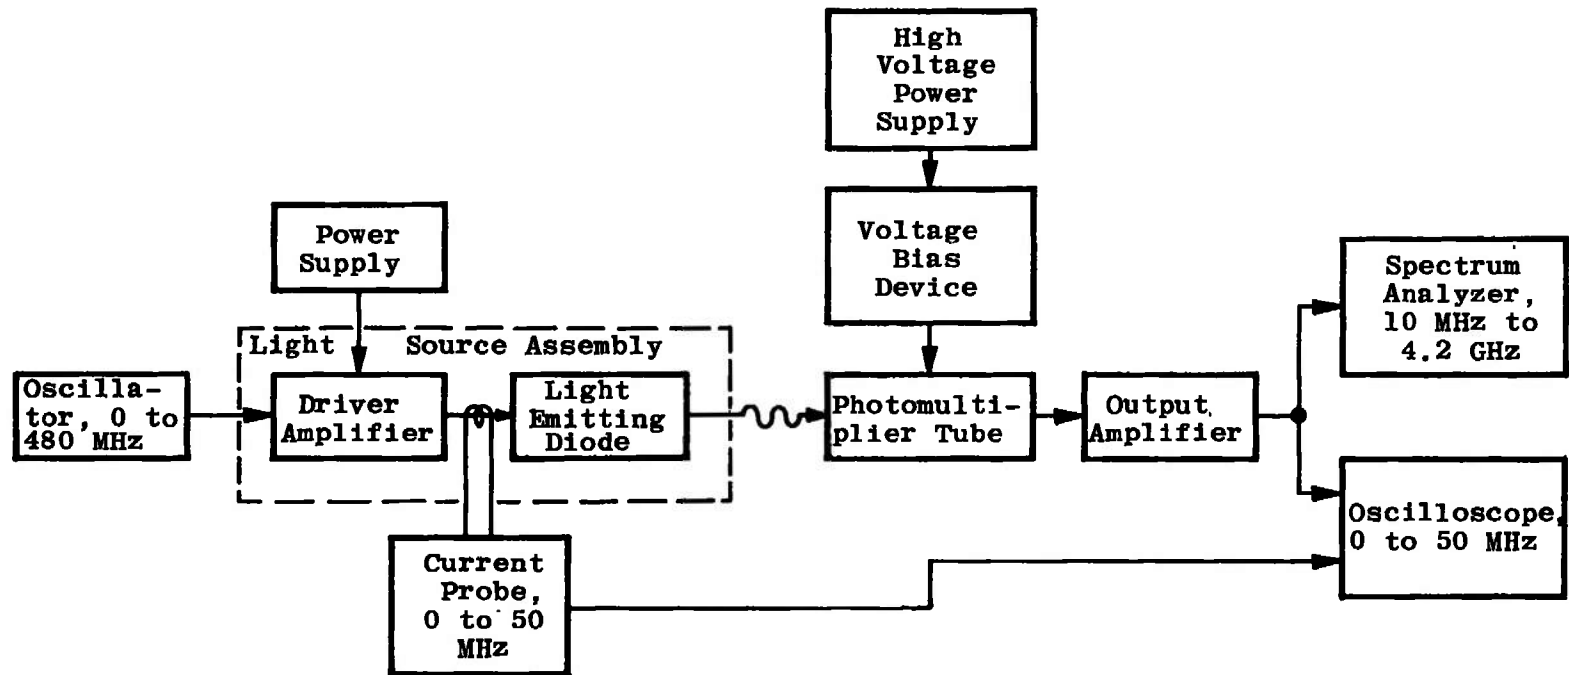 High
Voltage
Power
Supply
Power
Supply
Voltage
Bias
Device
Spectrum
Analyzer,
10 MHz to
4.2 GHz
Light Source Assembly
Oscilla-
tor, 0 to
480 MHz
Driver
Amplifier
Light
Emitting
Diode
Photomulti-
plier Tube
Output
Amplifier
Oscilloscope,
0 to 50 MHz
Current
Probe,
0 to 50
MHz